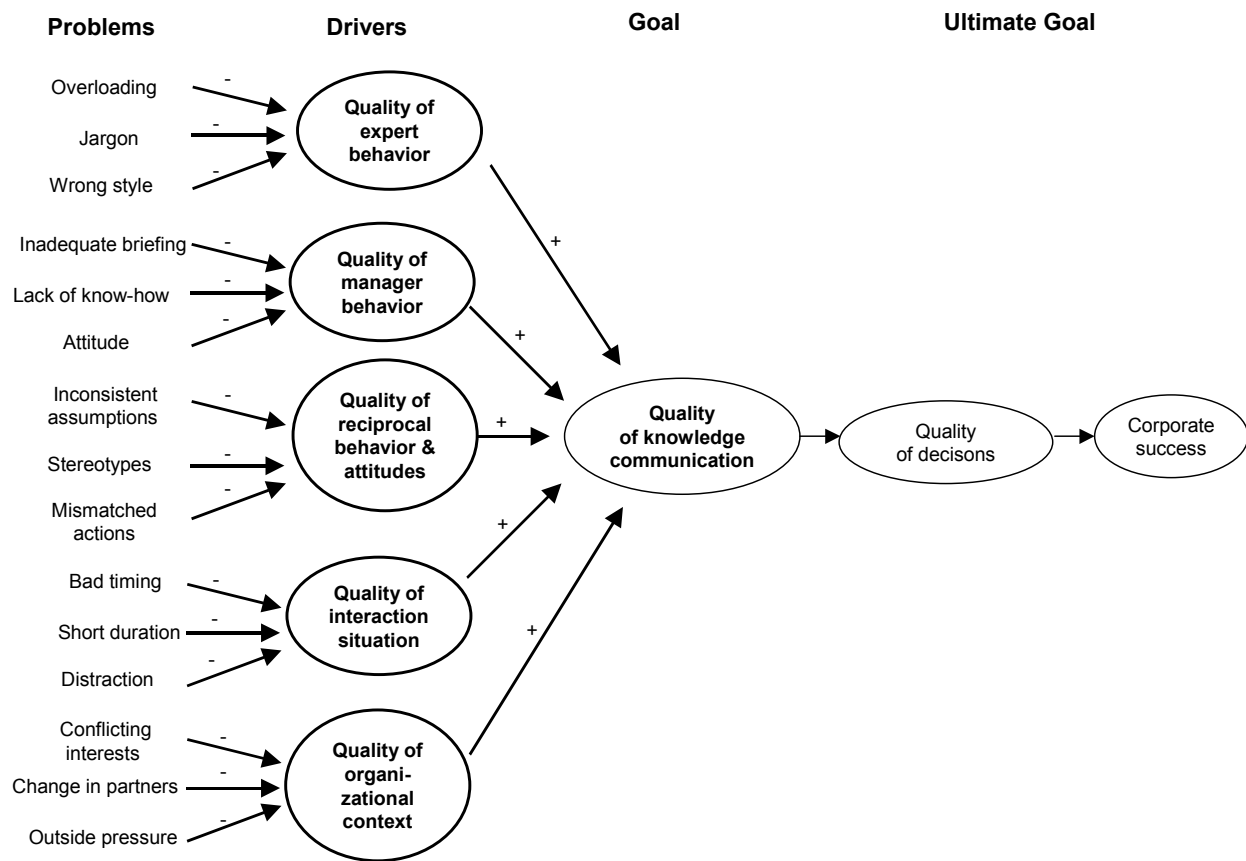 Problems
Drivers
Goal
Ultimate Goal
Overloading
-
Jargon
-
Wrong style
-
Quality of
expert
behavior
+
Inadequate briefing
-
Lack of know-how
-
Attitude
-
Quality of
manager
behavior
+
Inconsistent
assumptions
-
Stereotypes
-
Mismatched
actions
-
Quality of
reciprocal
behavior &
attitudes
+
Bad timing
-
Short duration
-
Distraction
-
Quality of
interaction
situation
+
Conflicting
interests
-
Change in partners
-
Outside pressure
-
Quality of
organi-
zational
context
+
Quality
of knowledge
communication
Quality
of decisons
Corporate
success